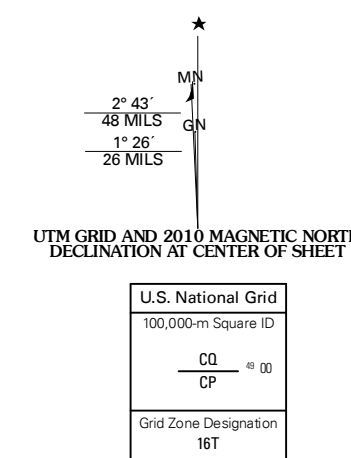 ★
MN
GN
2° 43´
48 MILS
1° 26´
26 MILS
UTM GRID AND 2010 MAGNETIC NORT
DECLINATION AT CENTER OF SHEET
U.S. National Grid
100,000-m Square ID
CQ
49 00
CP
Grid Zone Designation
16T